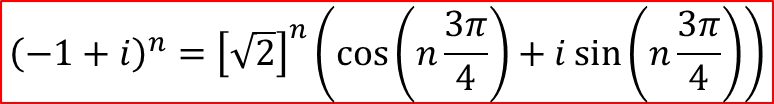 (−1 + i)ⁿ = [√2]ⁿ (cos(n 3π/4) + i sin(n 3π/4))